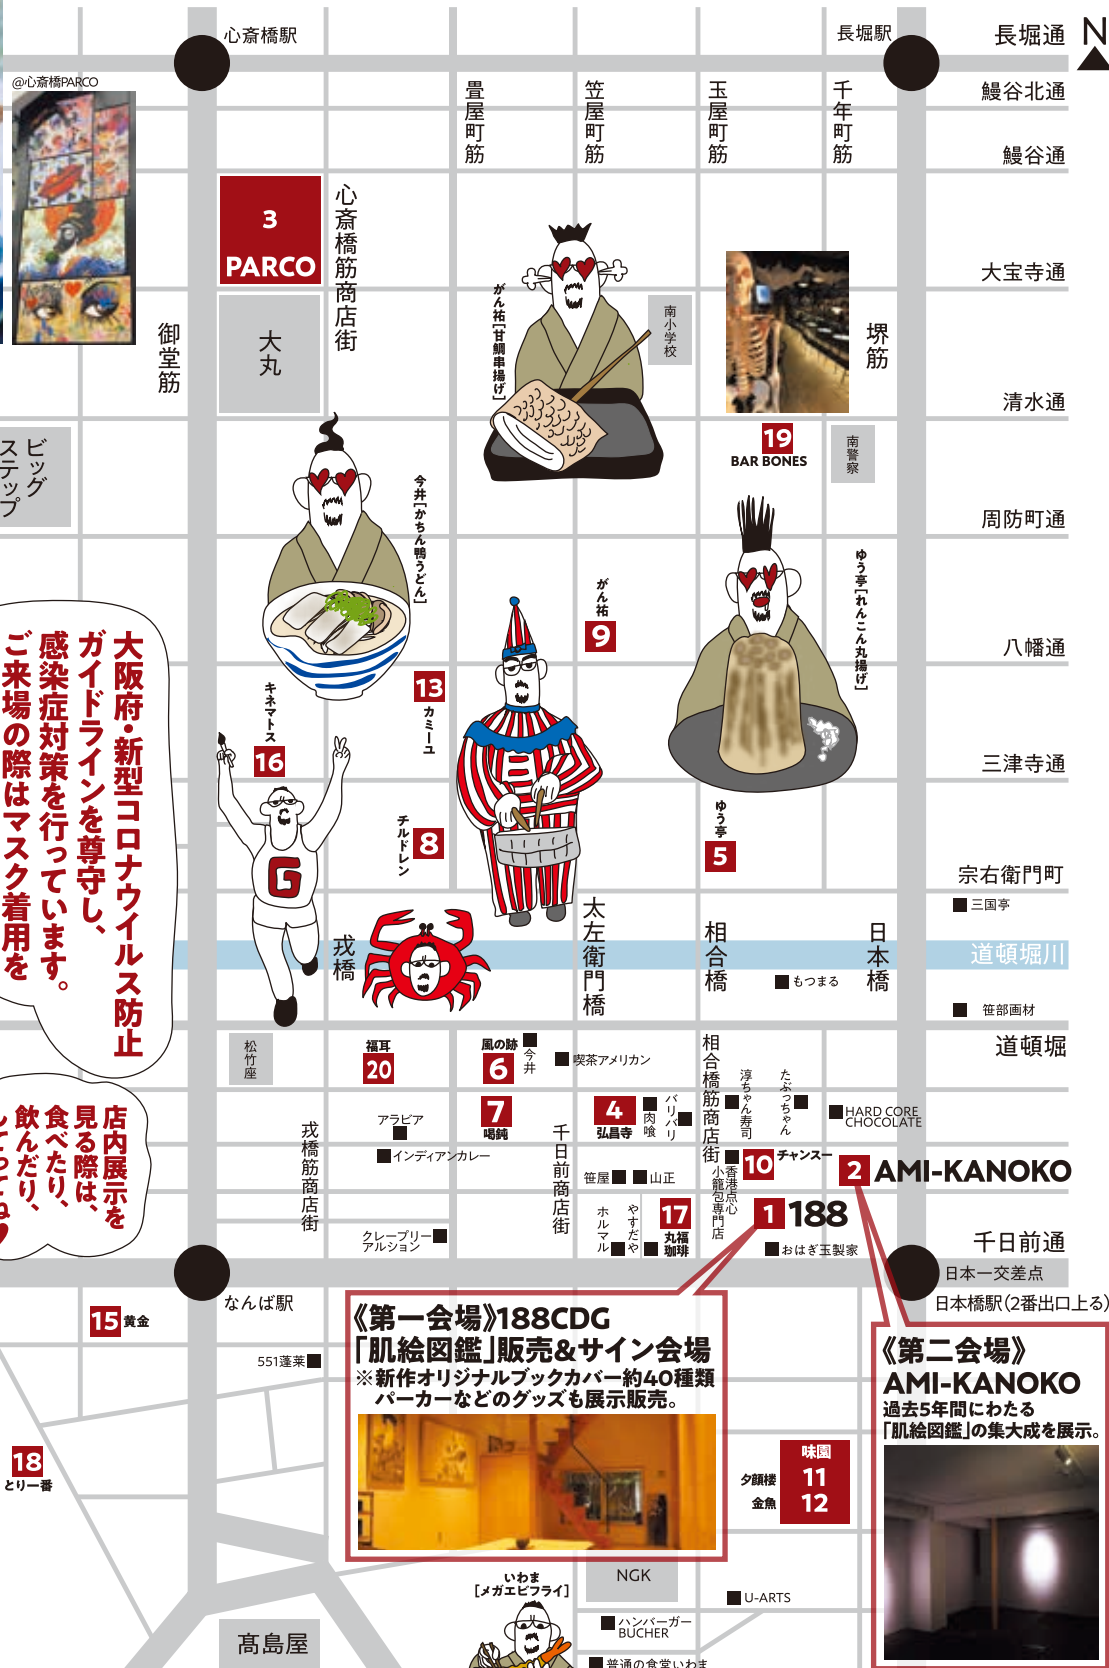 心斎橋駅
長堀駅
長堀通
N
@心斎橋PARCO
鰻谷北通
鰻谷通
畳屋町筋
笠屋町筋
玉屋町筋
千年町筋
3
PARCO
心斎橋筋商店街
大丸
御堂筋
堺筋
大宝寺通
がん祐[甘鯛串揚げ]
南小学校
清水通
19
BAR BONES
南警察
ビッグ
ステップ
今井[かちん鴨うどん]
周防町通
ゆう亭[れんこん丸揚げ]
がん祐
9
八幡通
13
カミーユ
キネマトス
16
三津寺通
ゆう亭
5
チルドレン
8
G
宗右衛門町
三国亭
大阪府・新型コロナウイルス防止
ガイドラインを尊守し、
感染症対策を行っています。
ご来場の際はマスク着用を
戎橋
太左衛門橋
相合橋
日本橋
道頓堀川
もつまる
笹部画材
道頓堀
松竹座
福耳
20
風の跡
6
今井
喫茶アメリカン
相合橋筋商店街
淳ちゃん寿司
たぶっちゃん
HARD CORE
CHOCOLATE
7
喝鈍
4
弘昌寺
肉喰
バリバリ
アラビア
インディアンカレー
戎橋筋商店街
千日前商店街
笹屋
山正
香港点心
小籠包専門店
10
チャンスー
2
AMI-KANOKO
クレープリー
アルション
ホルマル
やすだや
17
丸福
珈琲
1
188
おはぎ玉製家
千日前通
店内展示を
見る際は、
食べたり、
飲んだり、
してってね
日本一交差点
日本橋駅(2番出口上る)
なんば駅
15
黄金
551蓬莱
《第一会場》188CDG
「肌絵図鑑」販売&サイン会場
※新作オリジナルブックカバー約40種類
パーカーなどのグッズも展示販売。
《第二会場》
AMI-KANOKO
過去5年間にわたる
「肌絵図鑑」の集大成を展示。
18
とり一番
味園
夕顔楼
11
金魚
12
NGK
いわま
[メガエビフライ]
U-ARTS
ハンバーガー
BUCHER
髙島屋
普通の食堂いわま